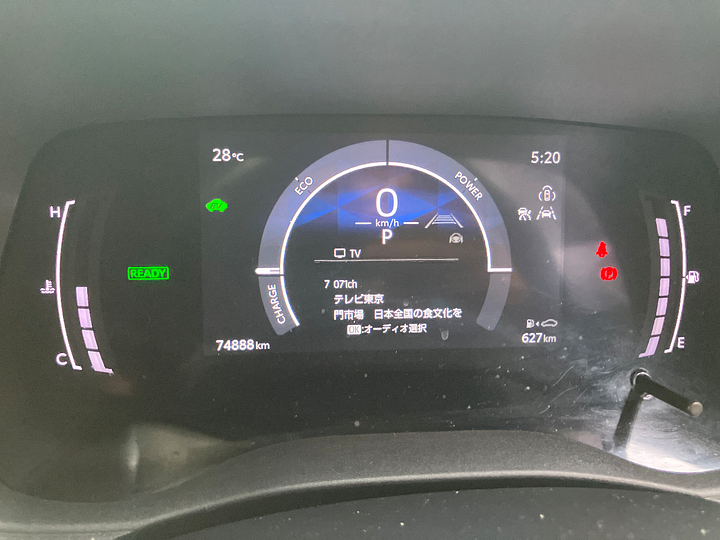 28℃
5:20
ECO
POWER
0
km/h
P
H
F
READY
TV
7 071ch
テレビ東京
門市場 日本全国の食文化を
OK:オーディオ選択
CHARGE
C
E
74888km
627km